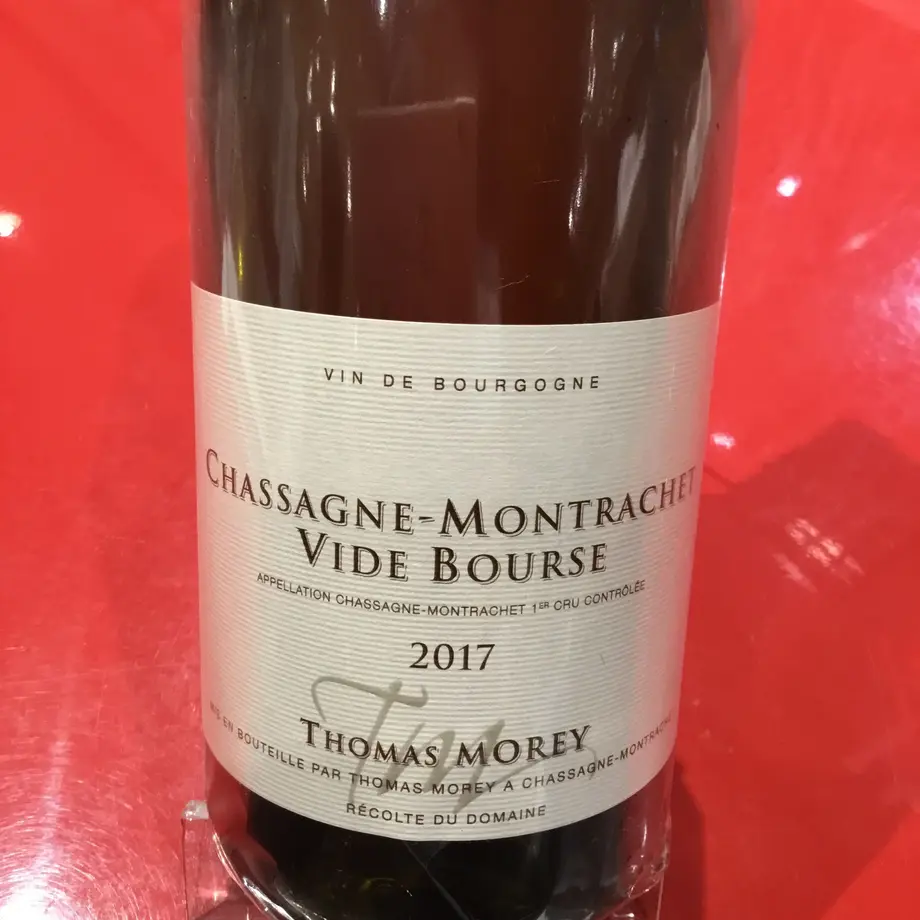 VIN DE BOURGOGNE
CHASSAGNE-MONTRACHET
VIDE BOURSE
APPELLATION CHASSAGNE-MONTRACHET 1ER CRU CONTRÔLÉE
2017
Tm
THOMAS MOREY
MIS EN BOUTEILLE PAR THOMAS MOREY A CHASSAGNE-MONTRACHET
RÉCOLTE DU DOMAINE